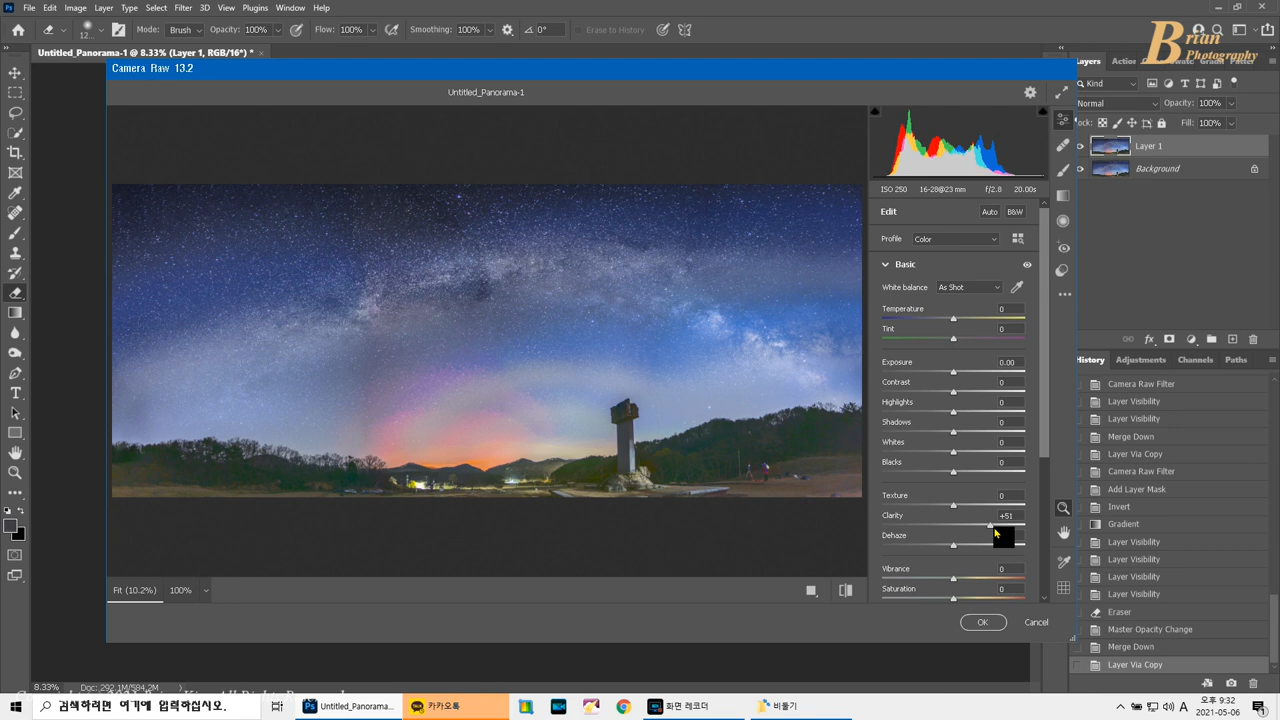 File Edit Image Layer Type Select Filter 3D View Plugins Window Help
Mode: Brush Opacity: 100% Flow: 100% Smoothing: 100% 0° Erase to History
12...
Brian
Photography
Untitled_Panorama-1 @ 8.33% (Layer 1, RGB/16*) * ×
Camera Raw 13.2
Untitled_Panorama-1
ISO 250 16-28@23 mm f/2.8 20.00s
Edit Auto B&W
Profile Color
Basic
White balance As Shot
Temperature 0
Tint 0
Exposure 0.00
Contrast 0
Highlights 0
Shadows 0
Whites 0
Blacks 0
Texture 0
Clarity +51
Dehaze
Vibrance 0
Saturation 0
Fit (10.2%) 100%
OK Cancel
Layers Action
Kind
Normal Opacity: 100%
Lock: Fill: 100%
Layer 1
Background
History Adjustments Channels Paths
Camera Raw Filter
Layer Visibility
Layer Visibility
Merge Down
Layer Via Copy
Camera Raw Filter
Add Layer Mask
Invert
Gradient
Layer Visibility
Layer Visibility
Layer Visibility
Layer Visibility
Eraser
Master Opacity Change
Merge Down
Layer Via Copy
8.33% Doc: 292.1M/584.2M
검색하려면 여기에 입력하십시오.
Untitled_Panorama...
카카오톡
화면 레코더
비둘기
A
오후 9:32
2021-05-06